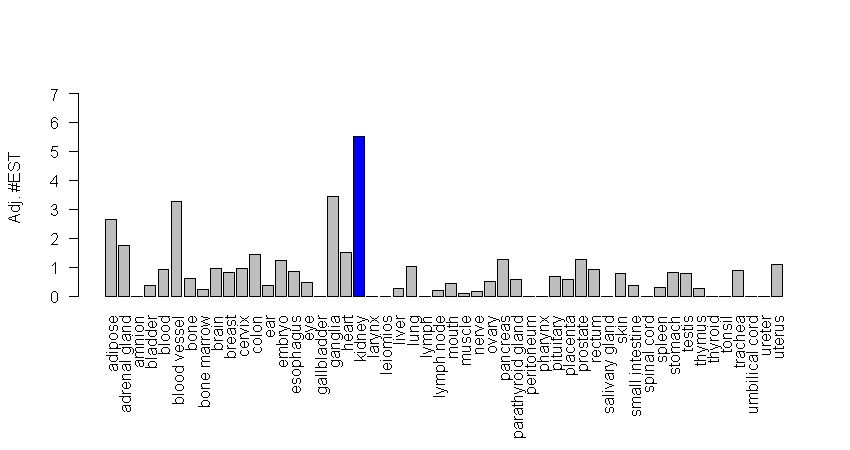 7
6
5
4
3
2
1
0
Adj. #EST
adipose
adrenal gland
amnion
bladder
blood
blood vessel
bone
bone marrow
brain
breast
cervix
colon
ear
embryo
esophagus
eye
gallbladder
ganglia
heart
kidney
larynx
leiomios
liver
lung
lymph
lymph node
mouth
muscle
nerve
ovary
pancreas
parathyroid gland
peritoneum
pharynx
pituitary
placenta
prostate
rectum
salivary gland
skin
small intestine
spinal cord
spleen
stomach
testis
thymus
thyroid
tonsil
trachea
umbilical cord
ureter
uterus